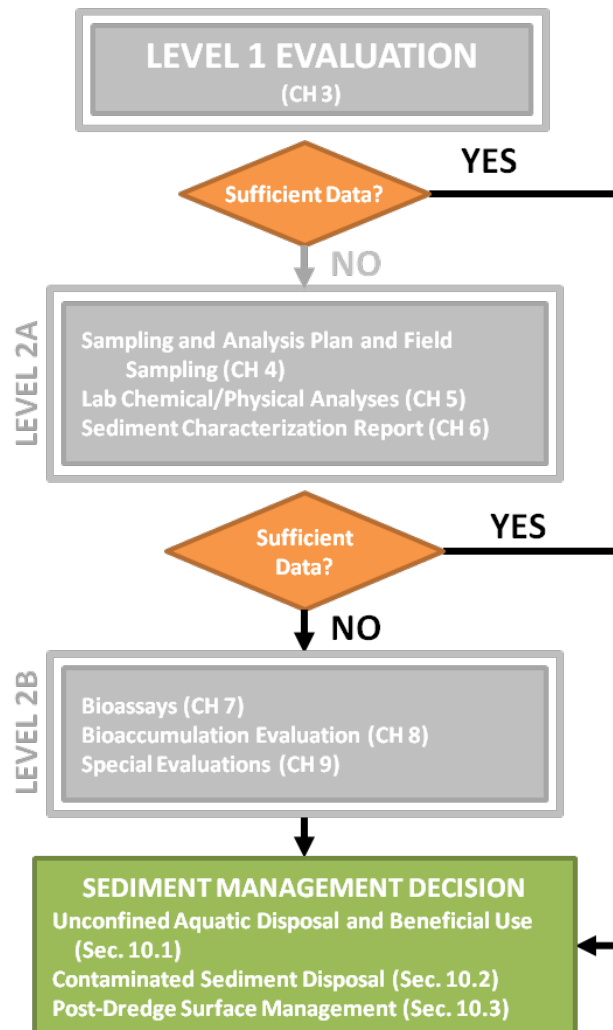 LEVEL 1 EVALUATION
(CH 3)
YES
Sufficient Data?
NO
LEVEL 2A
Sampling and Analysis Plan and Field
Sampling (CH 4)
Lab Chemical/Physical Analyses (CH 5)
Sediment Characterization Report (CH 6)
YES
Sufficient
Data?
NO
LEVEL 2B
Bioassays (CH 7)
Bioaccumulation Evaluation (CH 8)
Special Evaluations (CH 9)
SEDIMENT MANAGEMENT DECISION
Unconfined Aquatic Disposal and Beneficial Use
(Sec. 10.1)
Contaminated Sediment Disposal (Sec. 10.2)
Post-Dredge Surface Management (Sec. 10.3)